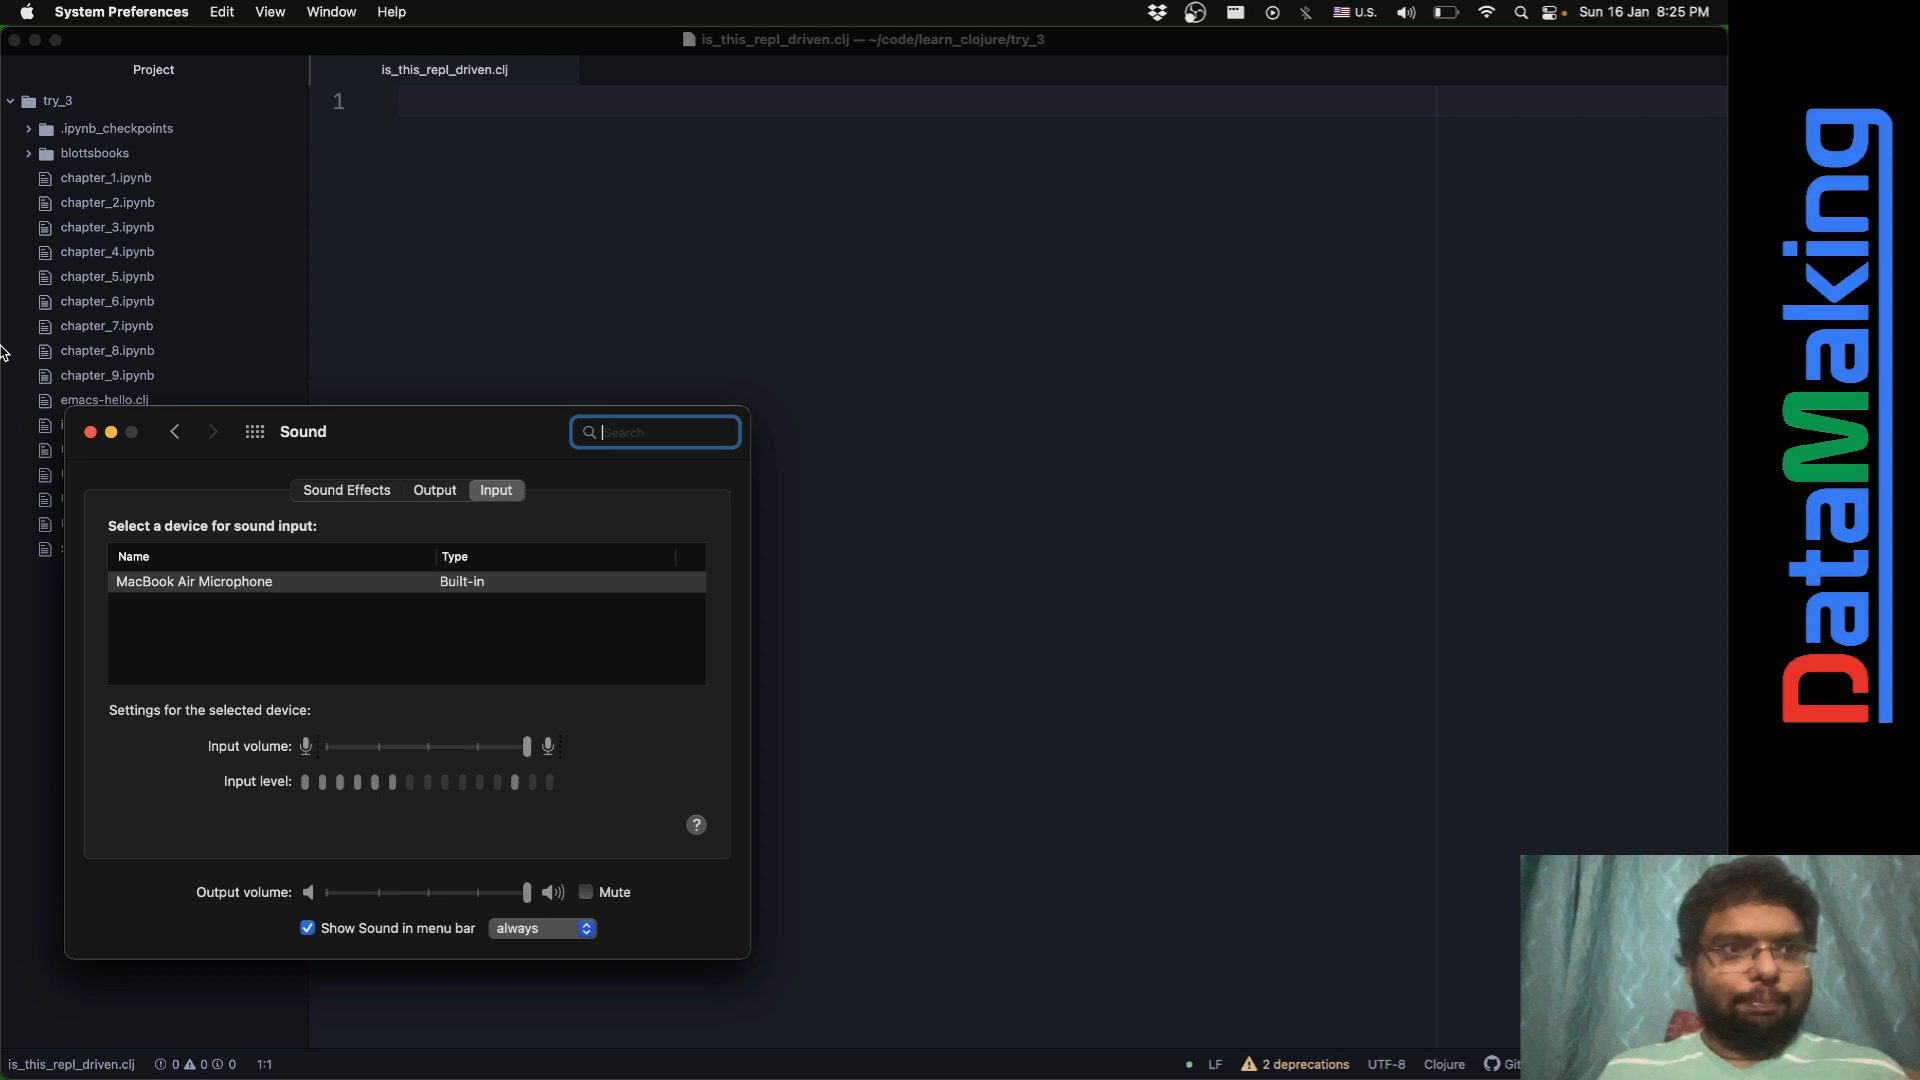 System Preferences Edit View Window Help
U.S. Sun 16 Jan 8:25 PM
is_this_repl_driven.clj — ~/code/learn_clojure/try_3
Project
is_this_repl_driven.clj
try_3
1
.ipynb_checkpoints
blottsbooks
chapter_1.ipynb
chapter_2.ipynb
chapter_3.ipynb
chapter_4.ipynb
chapter_5.ipynb
chapter_6.ipynb
chapter_7.ipynb
chapter_8.ipynb
chapter_9.ipynb
emacs-hello.clj
Sound
Search
Sound Effects Output Input
Select a device for sound input:
Name Type
MacBook Air Microphone Built-in
Settings for the selected device:
Input volume:
Input level:
?
Output volume: Mute
Show Sound in menu bar always
is_this_repl_driven.clj 0 0 0 1:1
LF 2 deprecations UTF-8 Clojure Git
DataMaking